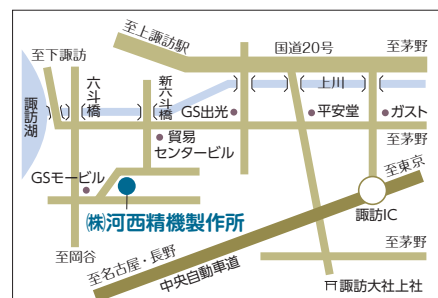 至上諏訪駅
国道20号
至茅野
至下諏訪
六斗橋
新六斗橋
上川
諏訪湖
GS出光
平安堂
ガスト
貿易
センタービル
至茅野
GSモービル
至東京
㈱河西精機製作所
諏訪IC
至岡谷
至茅野
至名古屋・長野
中央自動車道
諏訪大社上社